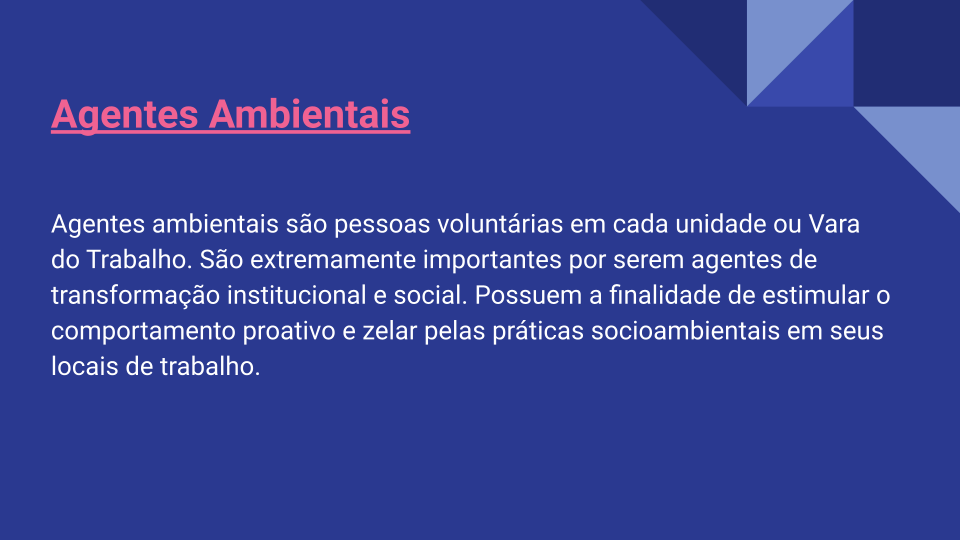 Agentes Ambientais
Agentes ambientais são pessoas voluntárias em cada unidade ou Vara
do Trabalho. São extremamente importantes por serem agentes de
transformação institucional e social. Possuem a finalidade de estimular o
comportamento proativo e zelar pelas práticas socioambientais em seus
locais de trabalho.